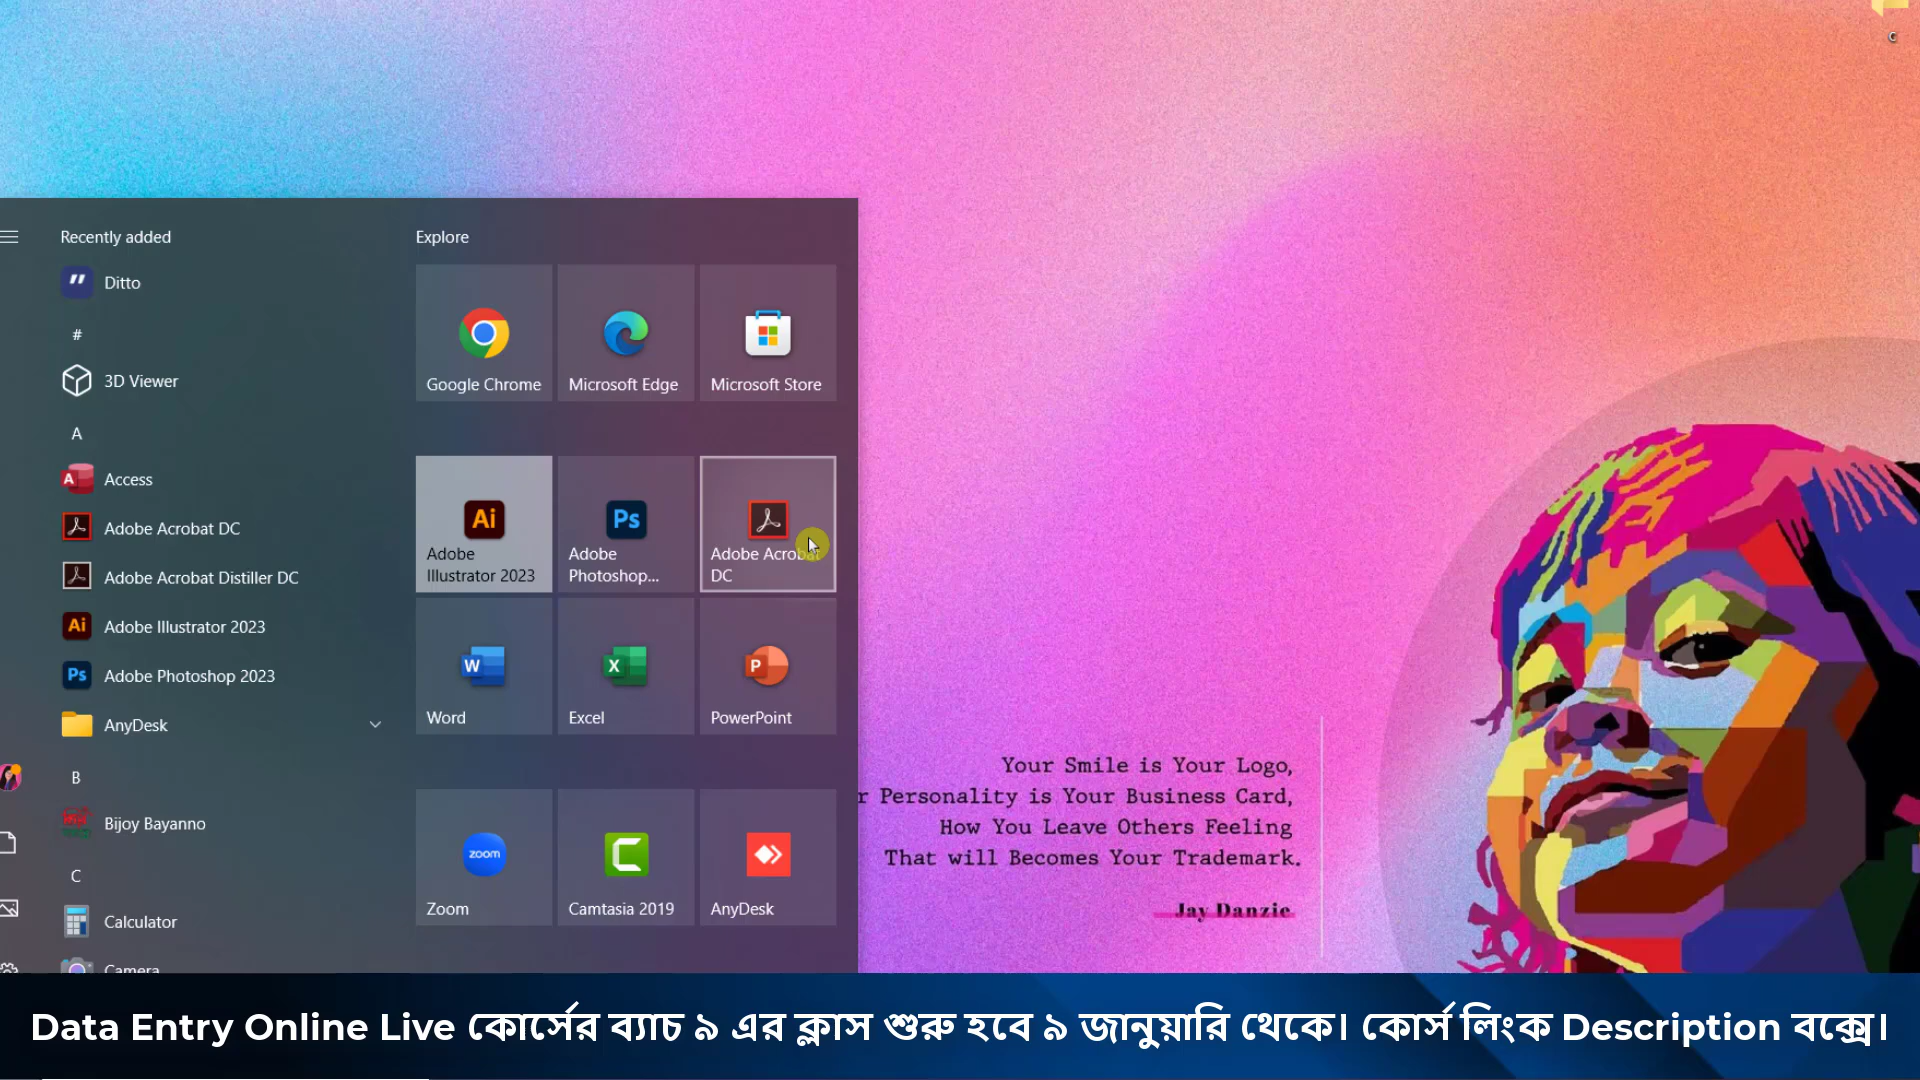 c
Recently added
Ditto
#
3D Viewer
A
Access
Adobe Acrobat DC
Adobe Acrobat Distiller DC
Adobe Illustrator 2023
Adobe Photoshop 2023
AnyDesk
B
Bijoy Bayanno
C
Calculator
Camera
Explore
Google Chrome
Microsoft Edge
Microsoft Store
Adobe
Illustrator 2023
Adobe
Photoshop...
Adobe Acrobat
DC
Word
Excel
PowerPoint
zoom
Zoom
Camtasia 2019
AnyDesk
Your Smile is Your Logo,
r Personality is Your Business Card,
How You Leave Others Feeling
That will Becomes Your Trademark.
Jay Danzie
Data Entry Online Live কোর্সের ব্যাচ ৯ এর ক্লাস শুরু হবে ৯ জানুয়ারি থেকে। কোর্স লিংক Description বক্সে।